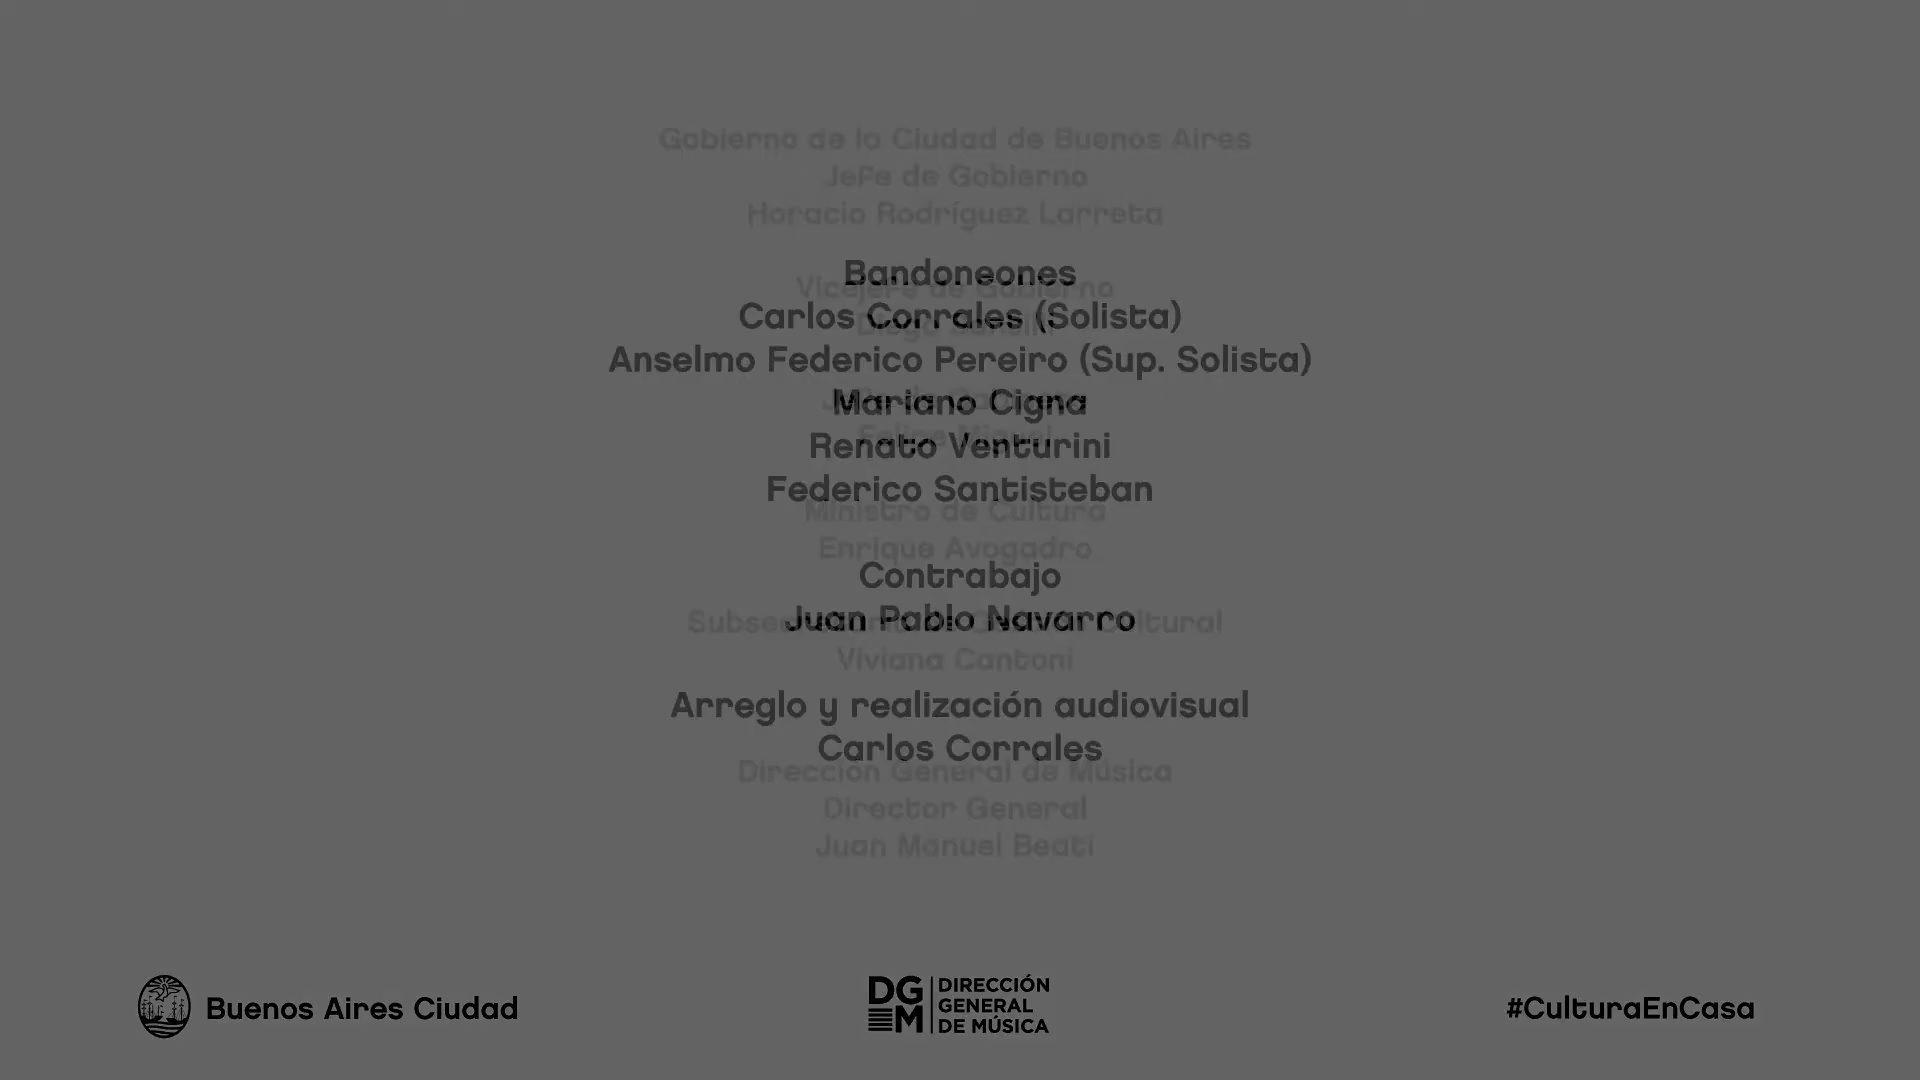 Gobierno de la Ciudad de Buenos Aires
Jefe de Gobierno
Horacio Rodríguez Larreta
Bandoneones
Vicejefe de Gobierno
Carlos Corrales (Solista)
Anselmo Federico Pereiro (Sup. Solista)
Mariano Cigna
Renato Venturini
Federico Santisteban
Ministro de Cultura
Enrique Avogadro
Contrabajo
Juan Pablo Navarro
Viviana Cantoni
Arreglo y realización audiovisual
Carlos Corrales
Dirección General de Música
Director General
Juan Manuel Beati
Buenos Aires Ciudad
DGM
DIRECCIÓN
GENERAL
DE MÚSICA
#CulturaEnCasa